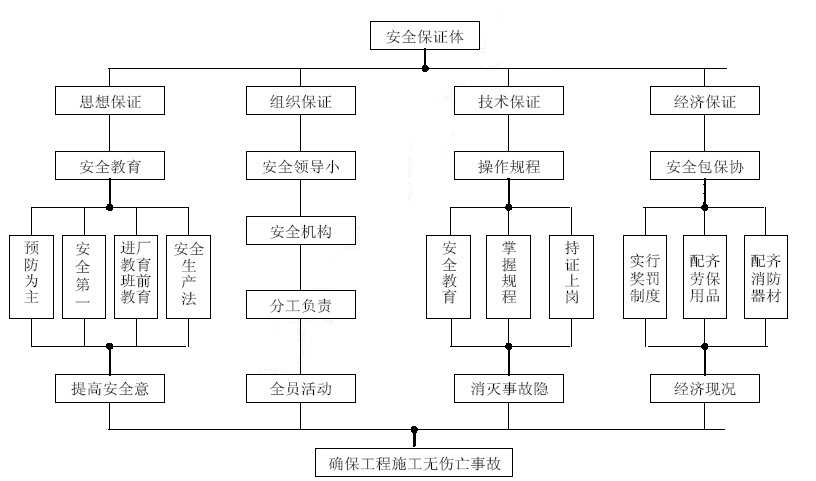 安全保证体
思想保证
组织保证
技术保证
经济保证
安全教育
安全领导小
操作规程
安全包保协
安全机构
预
防
为
主
安
全
第
一
进厂
教育
班前
教育
安全
生
产
法
分工负责
安
全
教
育
掌
握
规
程
持
证
上
岗
实行
奖罚
制度
配齐
劳保
用品
配齐
消防
器材
提高安全意
全员活动
消灭事故隐
经济现况
确保工程施工无伤亡事故